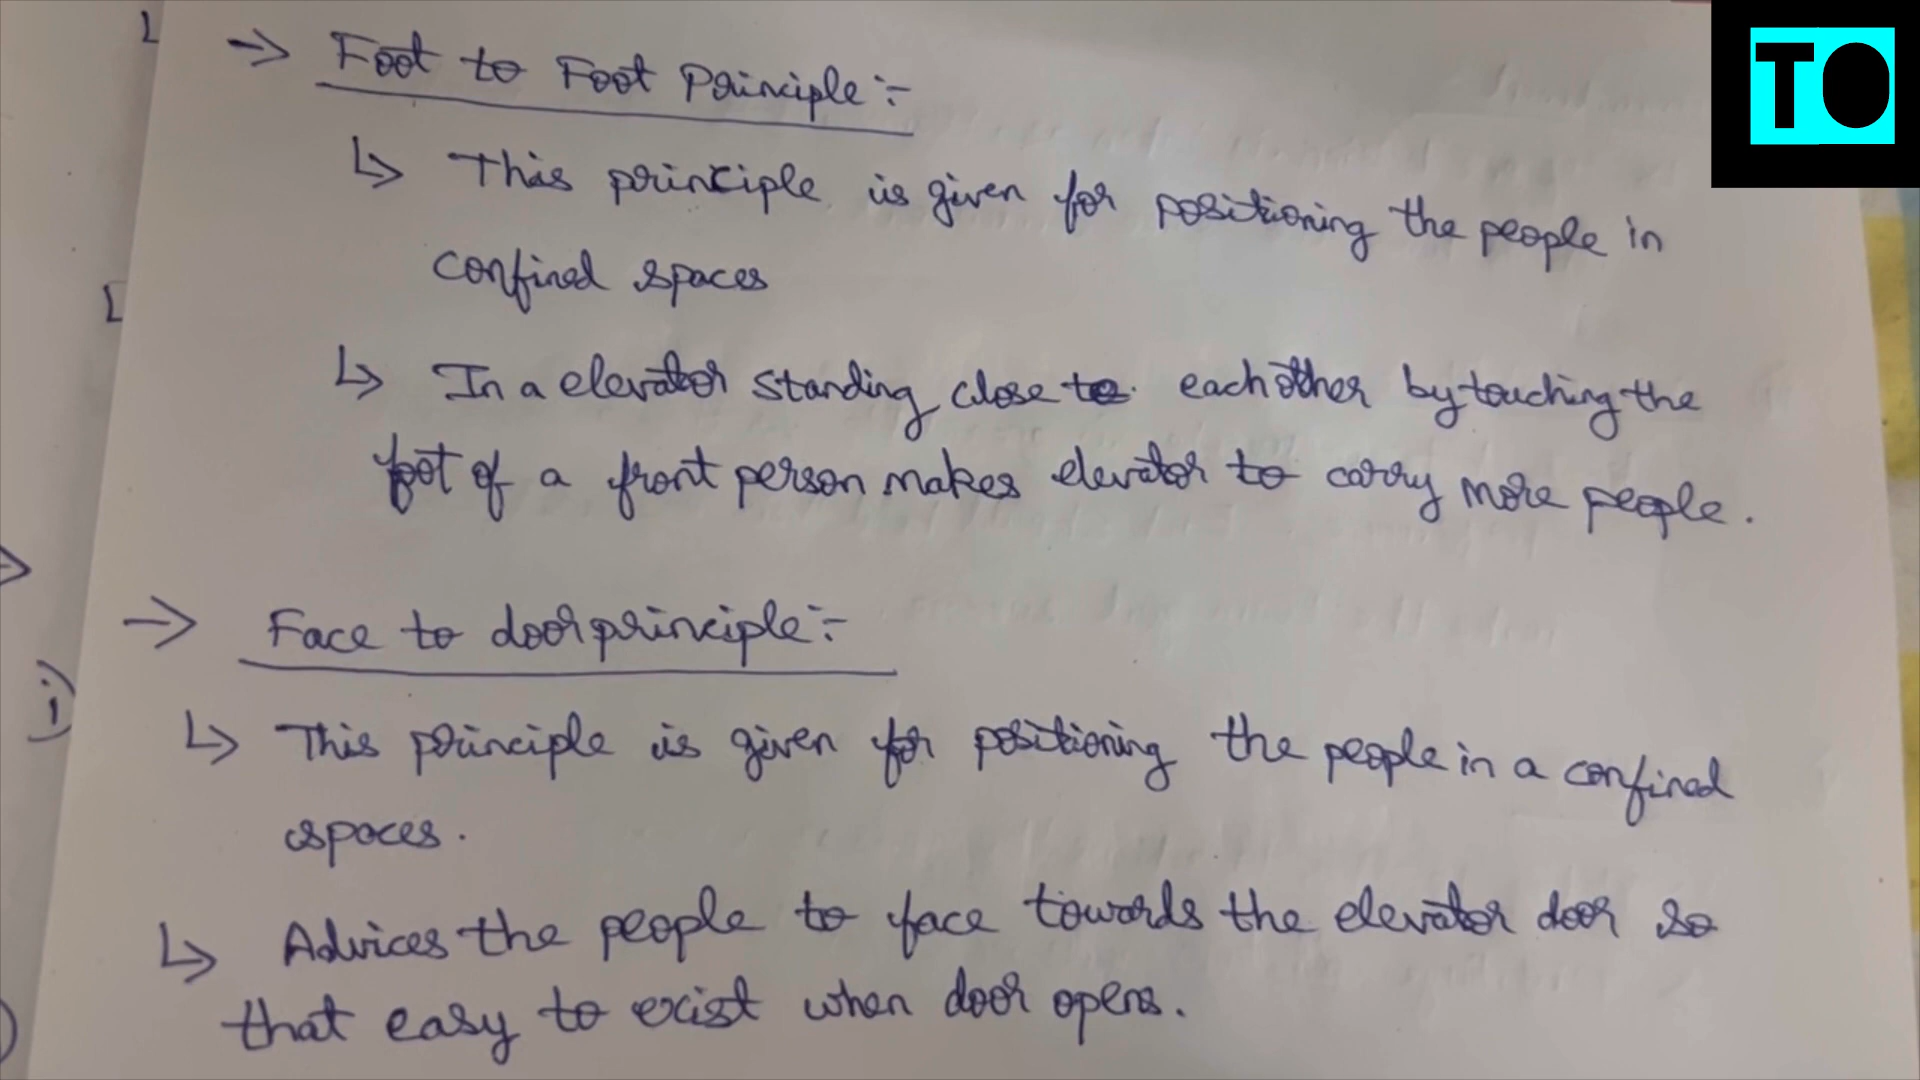 TO
→ Foot to Foot Principle:-
↳ This principle is given for positioning the people in
confined spaces
↳ In a elevator standing close to each other by touching the
foot of a front person makes elevator to carry more people.
→ Face to door principle:-
i)
↳ This principle is given for positioning the people in a confined
spaces.
↳ Advices the people to face towards the elevator door so
that easy to exist when door opens.